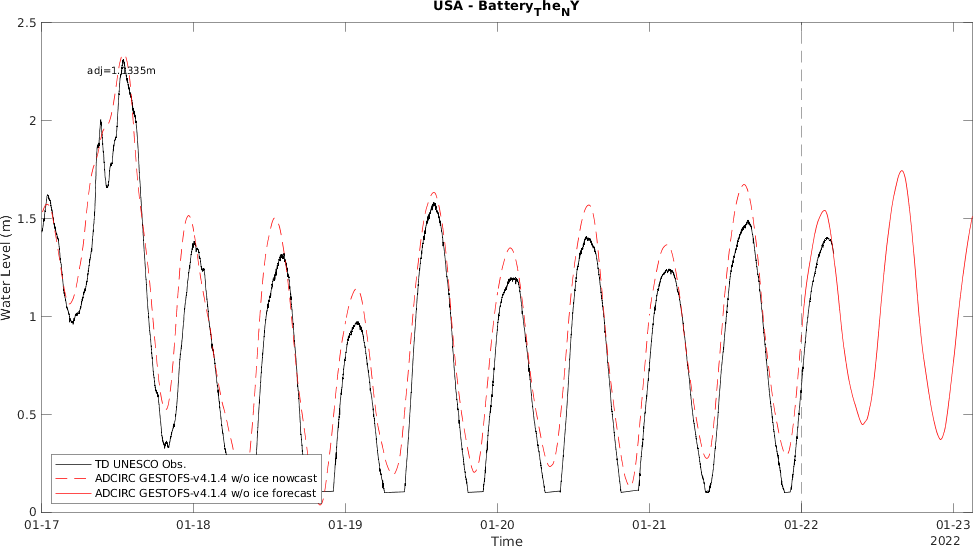 USA - Battery_The_NY
2.5
adj=1.1335m
2
1.5
Water Level (m)
1
0.5
TD UNESCO Obs.
ADCIRC GESTOFS-v4.1.4 w/o ice nowcast
ADCIRC GESTOFS-v4.1.4 w/o ice forecast
0
01-17 01-18 01-19 01-20 01-21 01-22 01-23
Time 2022